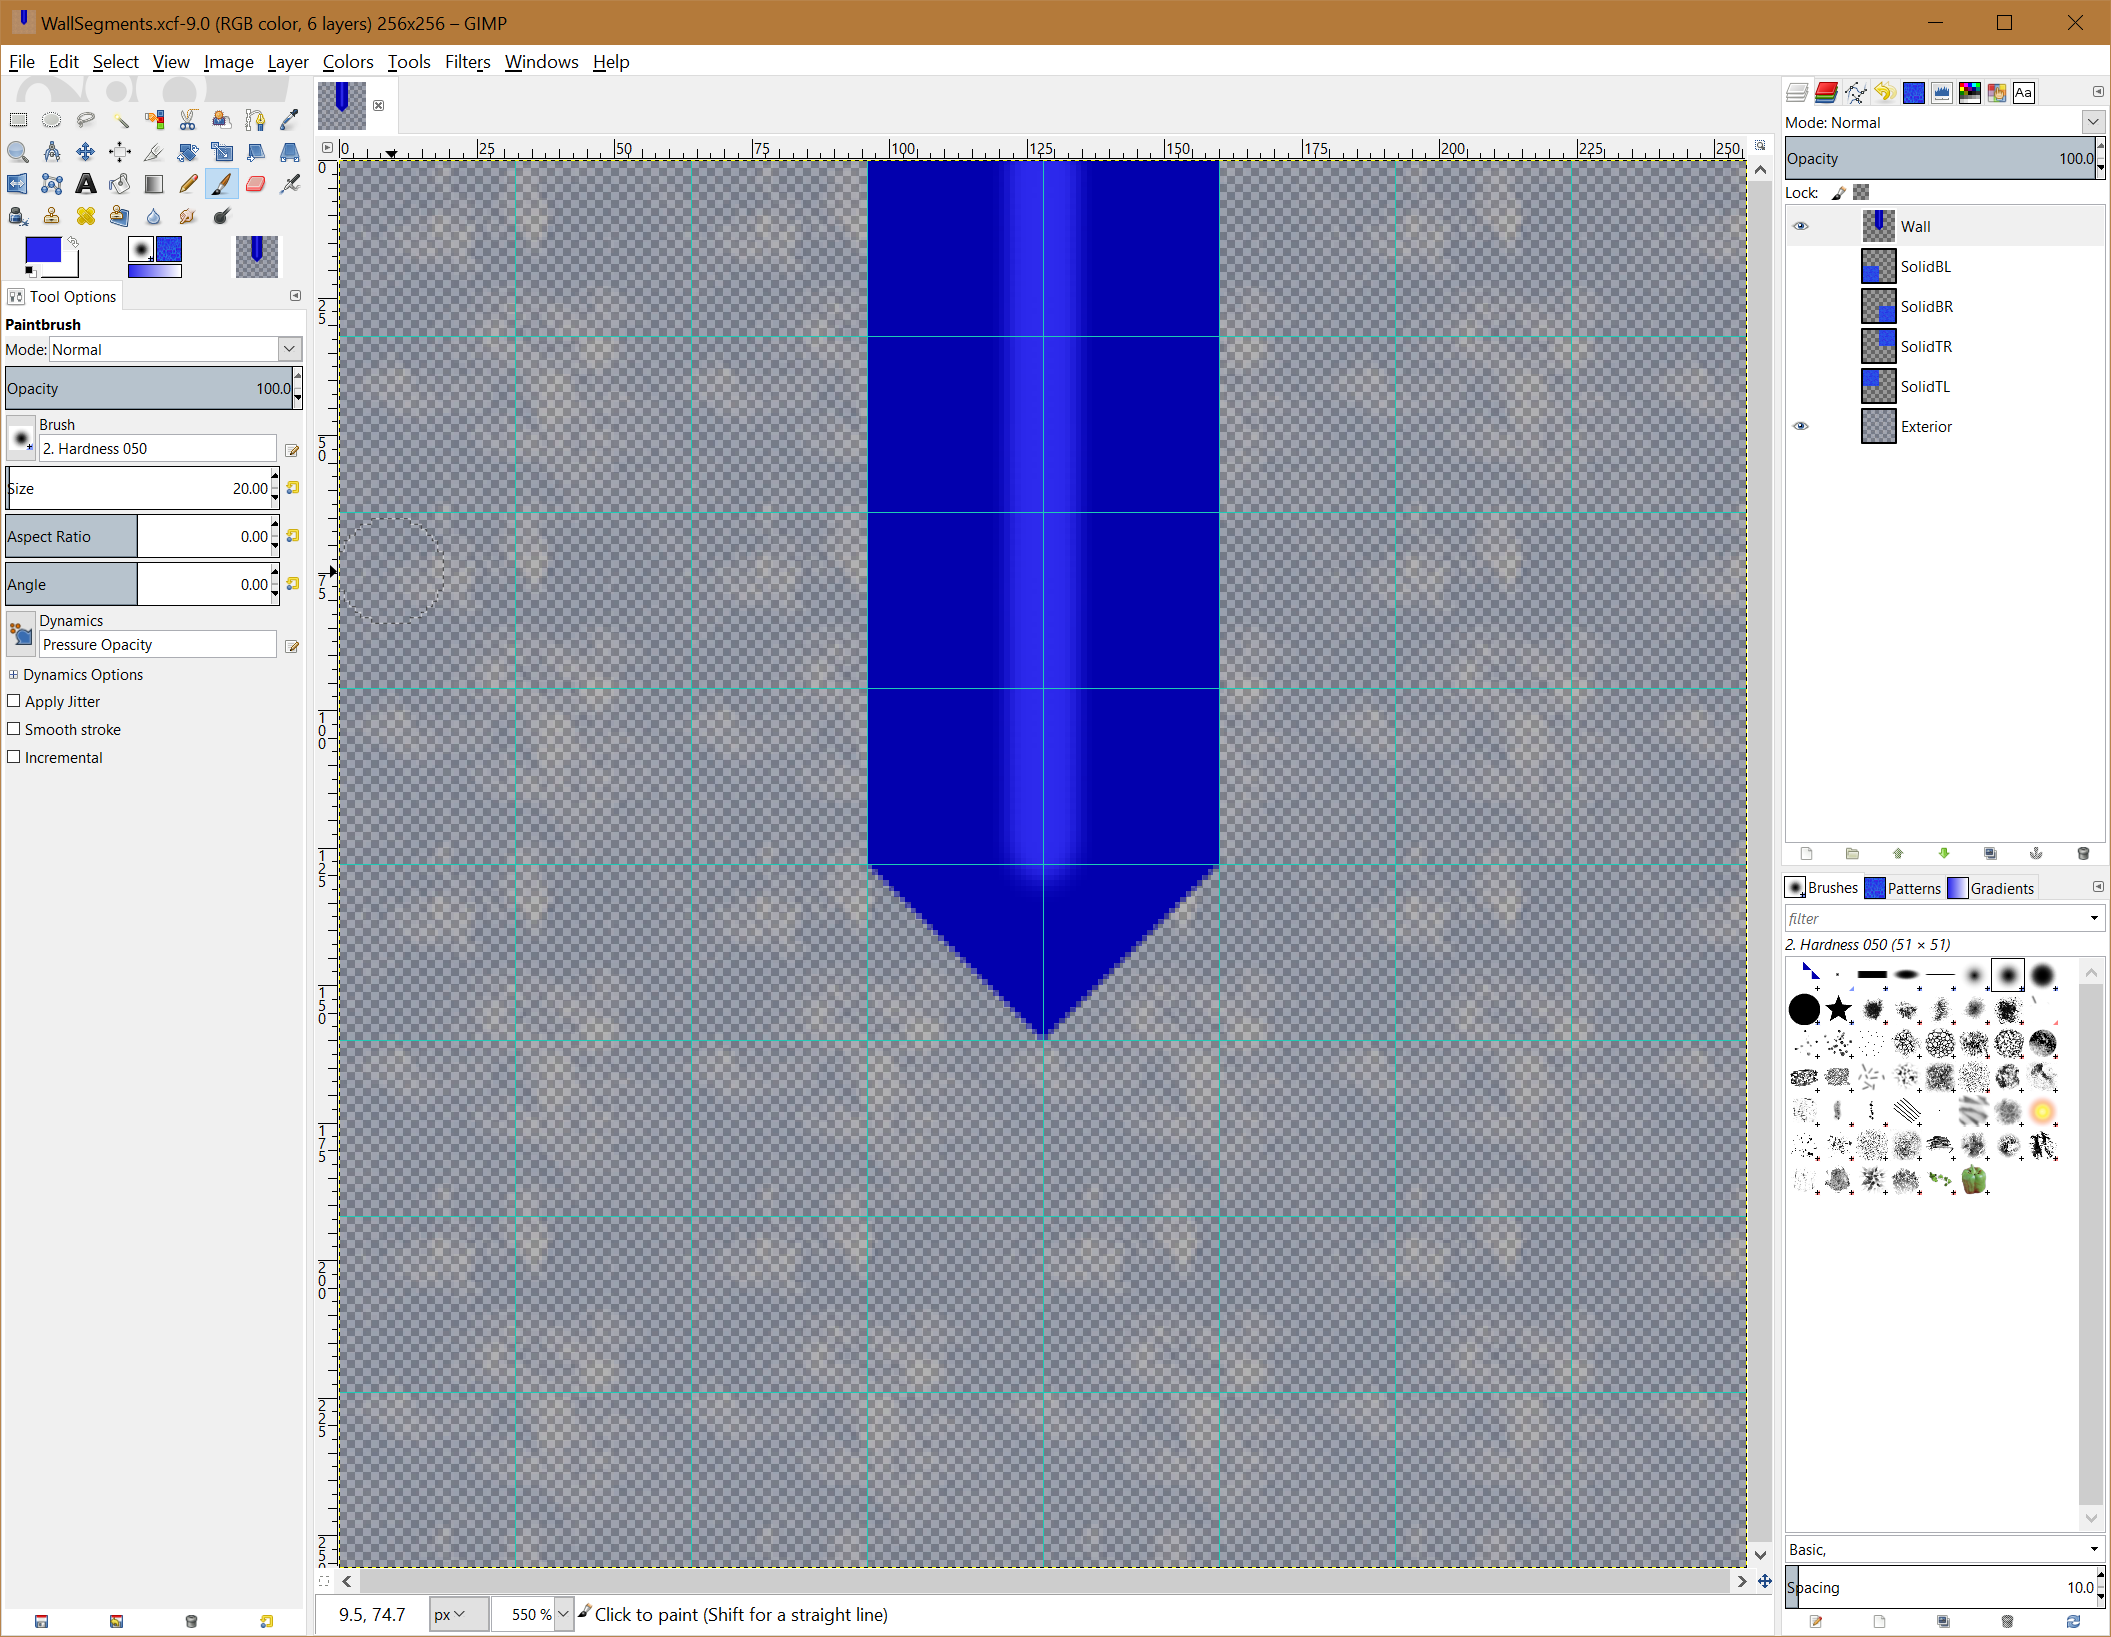 WallSegments.xcf-9.0 (RGB color, 6 layers) 256x256 – GIMP
File Edit Select View Image Layer Colors Tools Filters Windows Help
Tool Options
Paintbrush
Mode: Normal
Opacity 100.0
Brush
2. Hardness 050
Size 20.00
Aspect Ratio 0.00
Angle 0.00
Dynamics
Pressure Opacity
Dynamics Options
Apply Jitter
Smooth stroke
Incremental
0 25 50 75 100 125 150 175 200 225 250
0
25
50
75
100
125
150
175
200
225
250
9.5, 74.7 px 550 % Click to paint (Shift for a straight line)
Aa
Mode: Normal
Opacity 100.0
Lock:
Wall
SolidBL
SolidBR
SolidTR
SolidTL
Exterior
Brushes Patterns Gradients
filter
2. Hardness 050 (51 × 51)
Basic,
Spacing 10.0